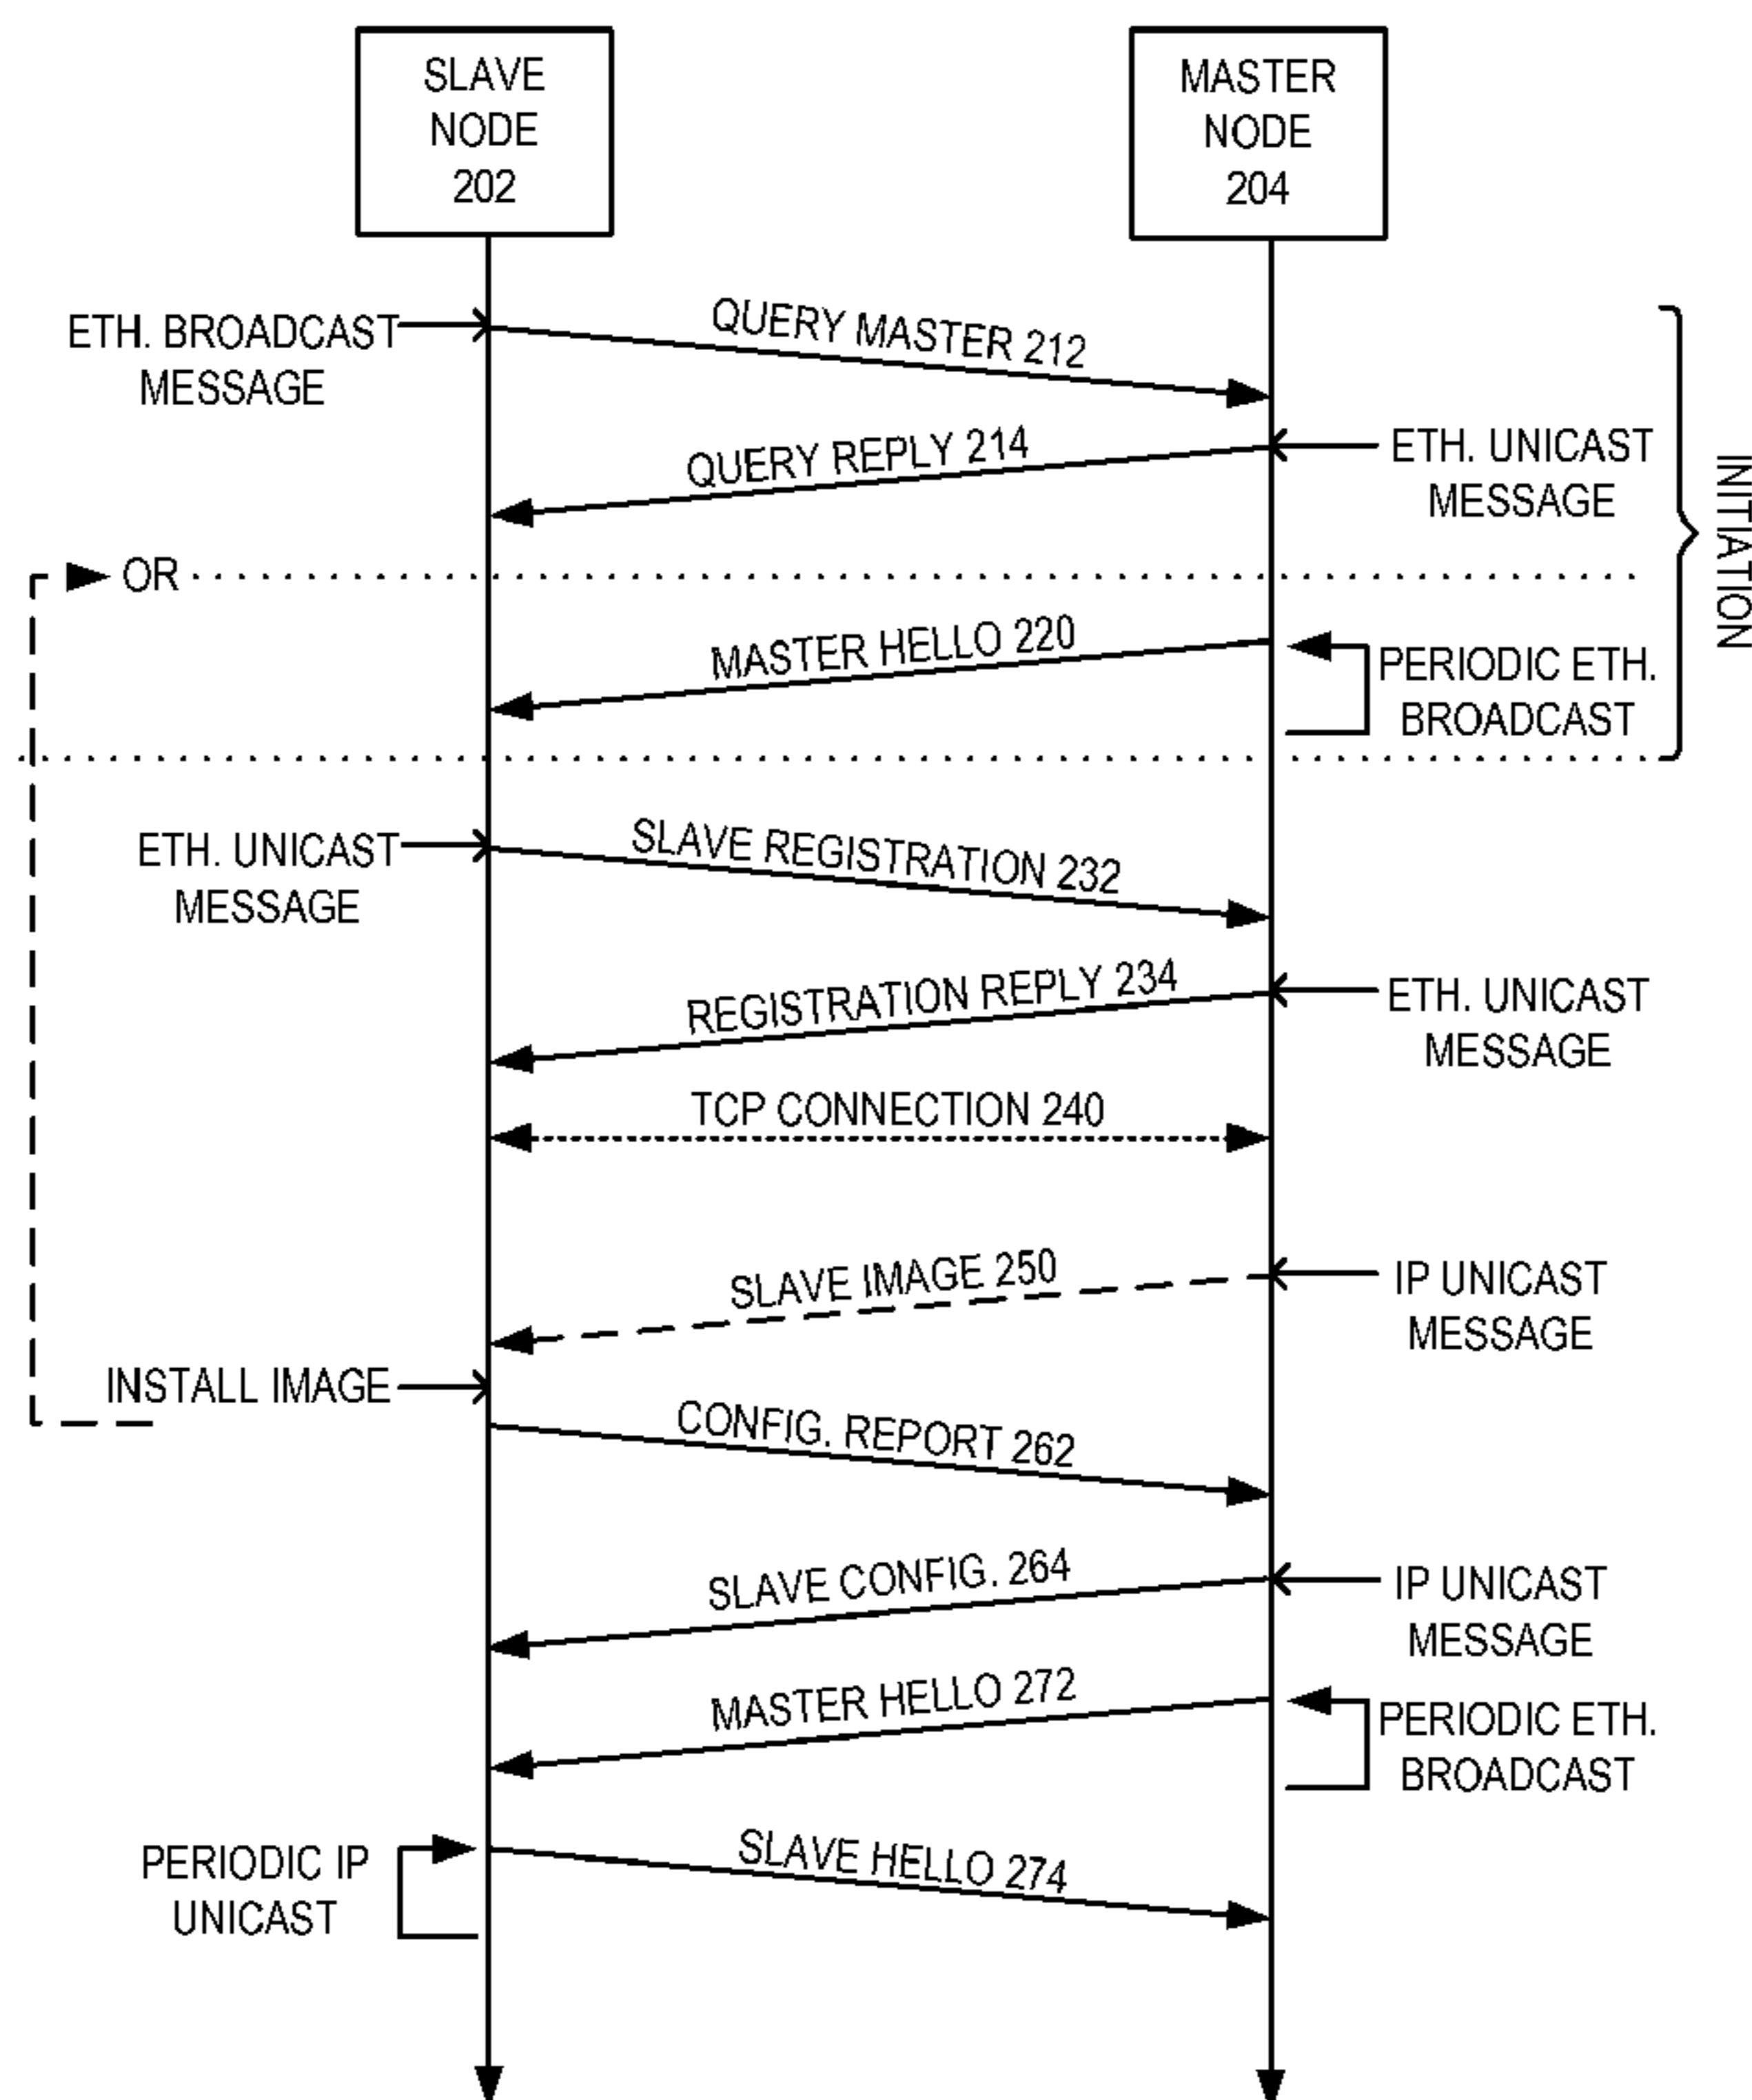 SLAVE
NODE
202
MASTER
NODE
204
ETH. BROADCAST
MESSAGE
QUERY MASTER 212
QUERY REPLY 214
ETH. UNICAST
MESSAGE
INITIATION
OR
MASTER HELLO 220
PERIODIC ETH.
BROADCAST
ETH. UNICAST
MESSAGE
SLAVE REGISTRATION 232
REGISTRATION REPLY 234
ETH. UNICAST
MESSAGE
TCP CONNECTION 240
SLAVE IMAGE 250
IP UNICAST
MESSAGE
INSTALL IMAGE
CONFIG. REPORT 262
SLAVE CONFIG. 264
IP UNICAST
MESSAGE
MASTER HELLO 272
PERIODIC ETH.
BROADCAST
PERIODIC IP
UNICAST
SLAVE HELLO 274